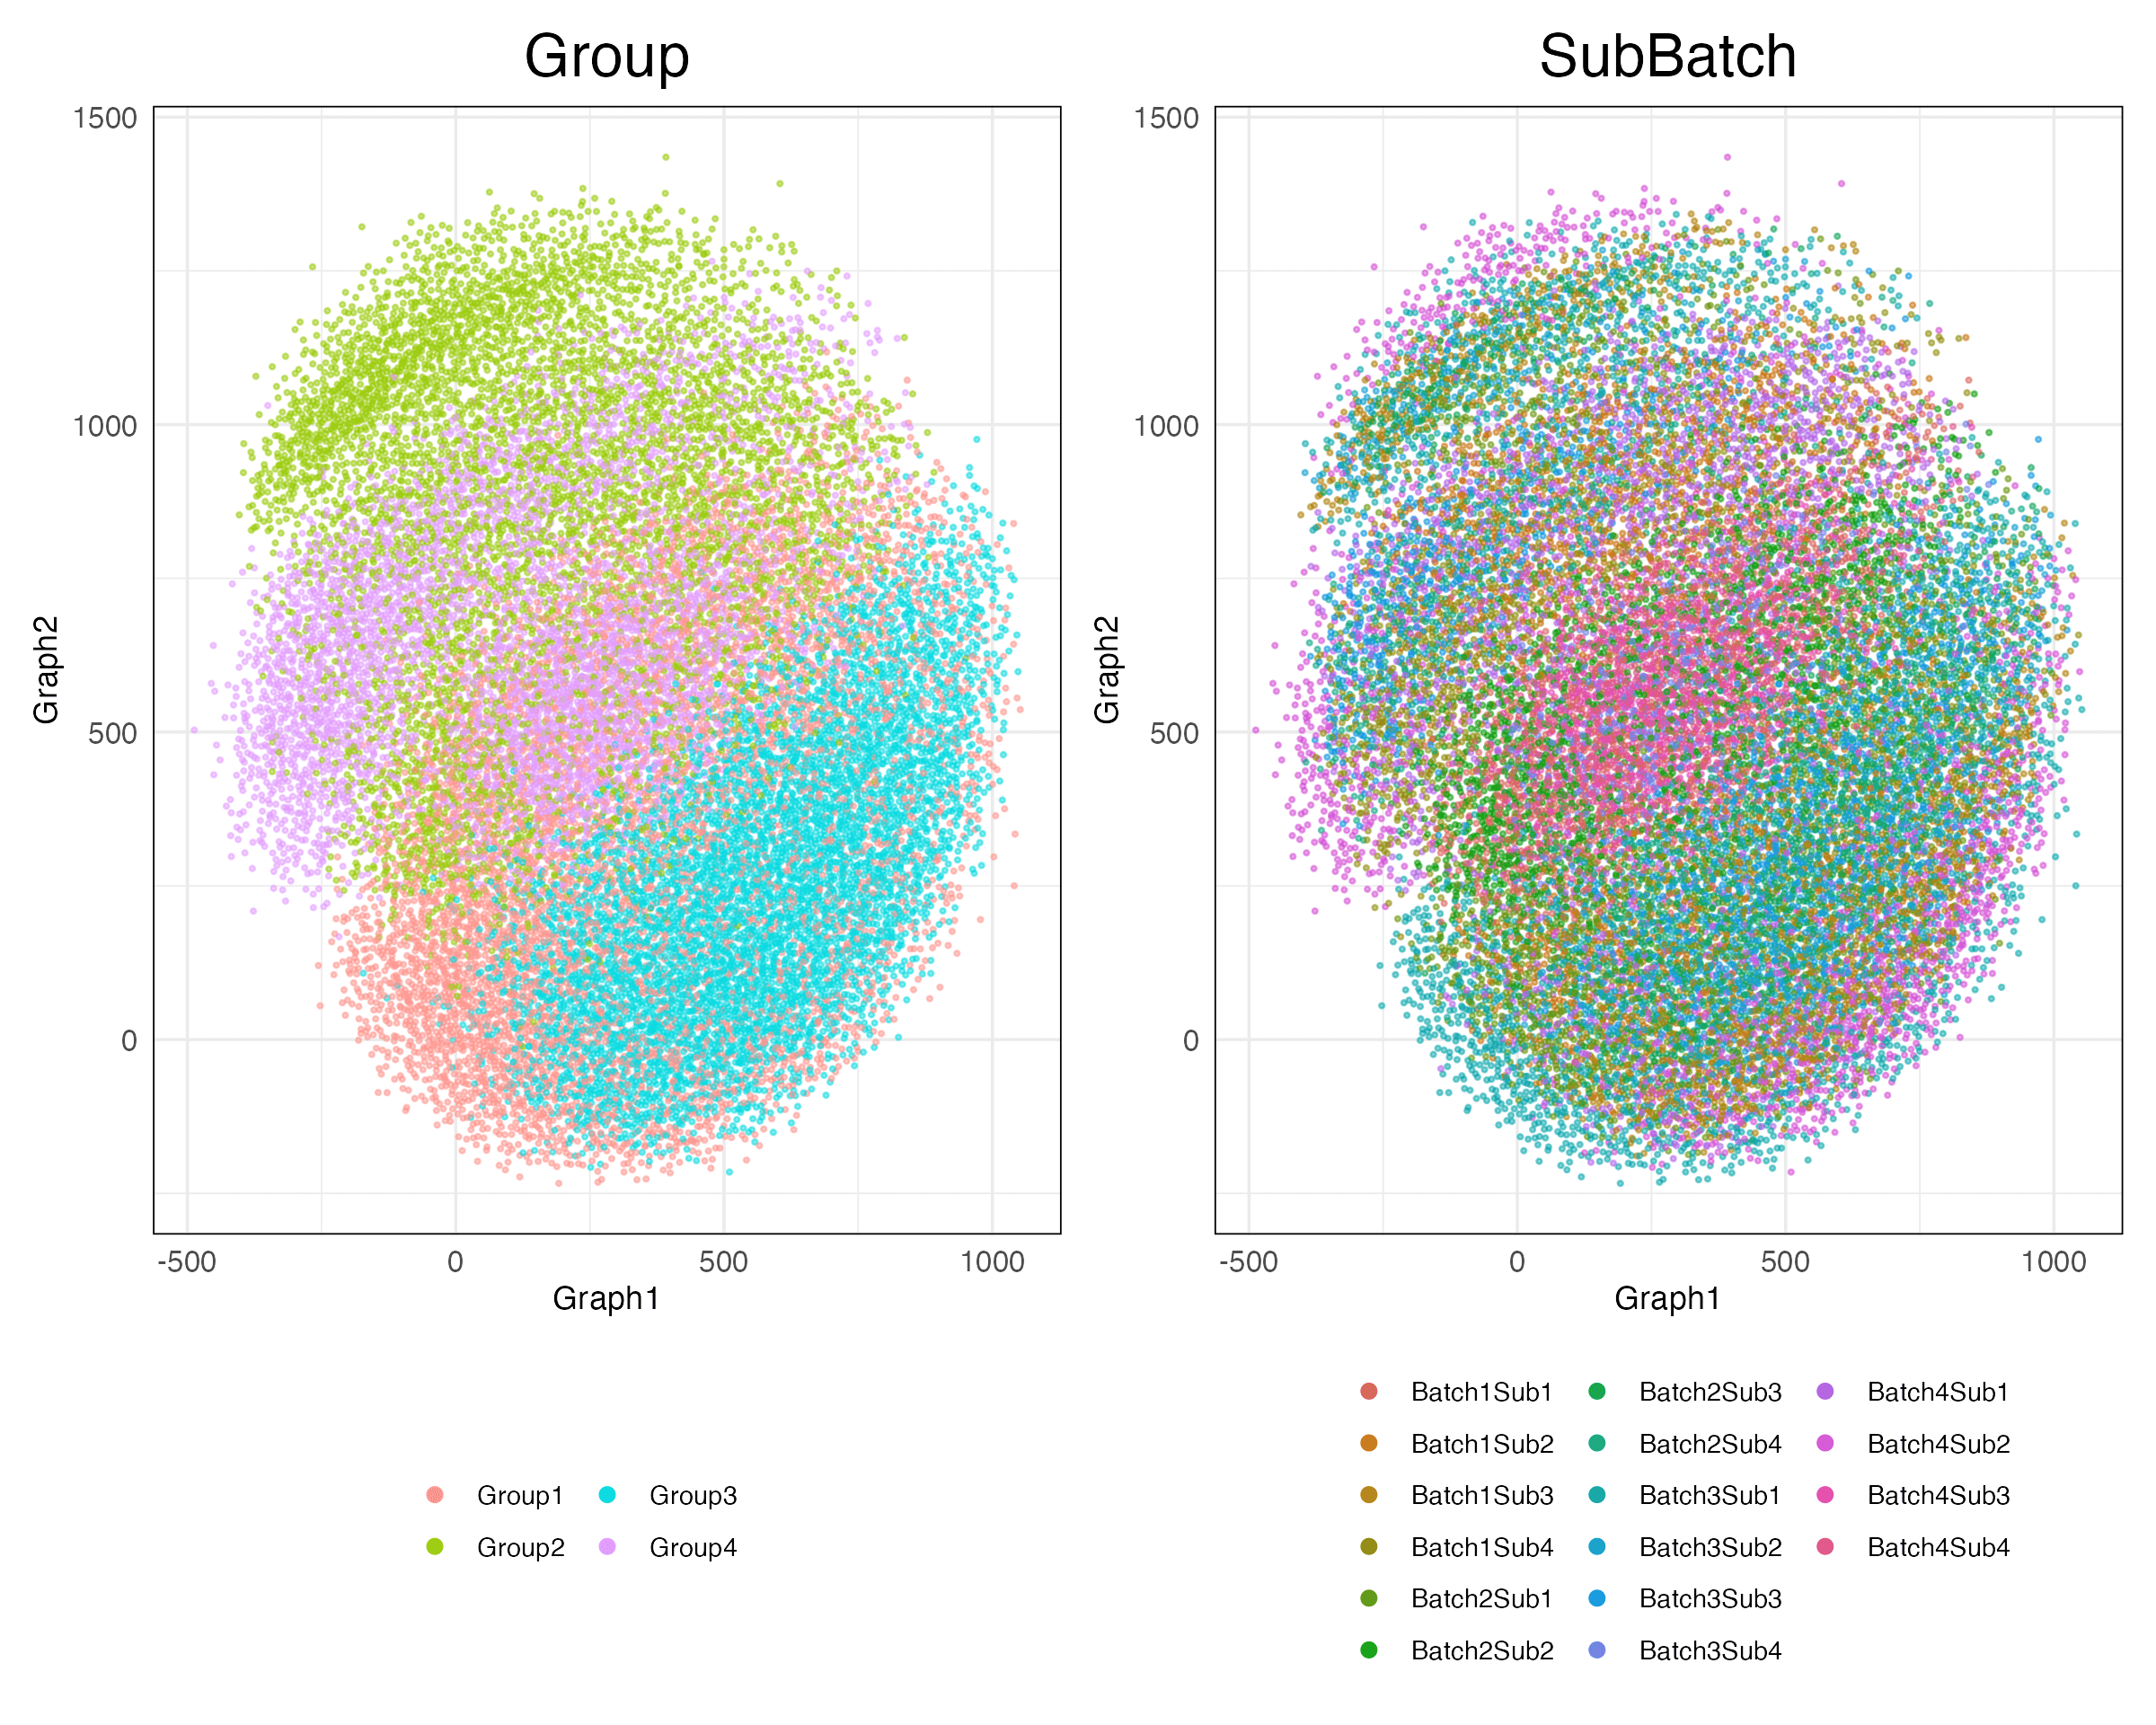 Group
1500
1000
500
0
Graph2
-500 0 500 1000
Graph1
Group1 Group3
Group2 Group4
SubBatch
1500
1000
500
0
Graph2
-500 0 500 1000
Graph1
Batch1Sub1 Batch2Sub3 Batch4Sub1
Batch1Sub2 Batch2Sub4 Batch4Sub2
Batch1Sub3 Batch3Sub1 Batch4Sub3
Batch1Sub4 Batch3Sub2 Batch4Sub4
Batch2Sub1 Batch3Sub3
Batch2Sub2 Batch3Sub4